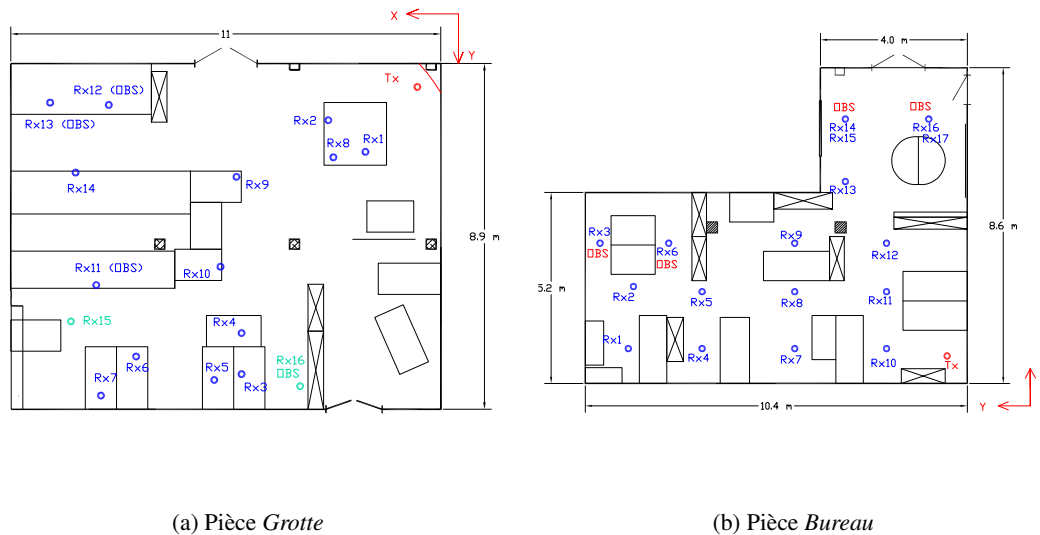 X
Y
11
Tx
Rx12 (OBS)
Rx13 (OBS)
Rx2
Rx8
Rx1
Rx14
Rx9
8.9 m
Rx11 (OBS)
Rx10
Rx15
Rx4
Rx6
Rx7
Rx5
Rx3
Rx16
OBS
(a) Pièce Grotte
4.0 m
OBS
Rx14
Rx15
OBS
Rx16
Rx17
Rx13
8.6 m
Rx3
OBS
Rx6
OBS
Rx9
Rx12
5.2 m
Rx2
Rx5
Rx8
Rx11
Rx1
Rx4
Rx7
Rx10
Tx
Y
10.4 m
(b) Pièce Bureau